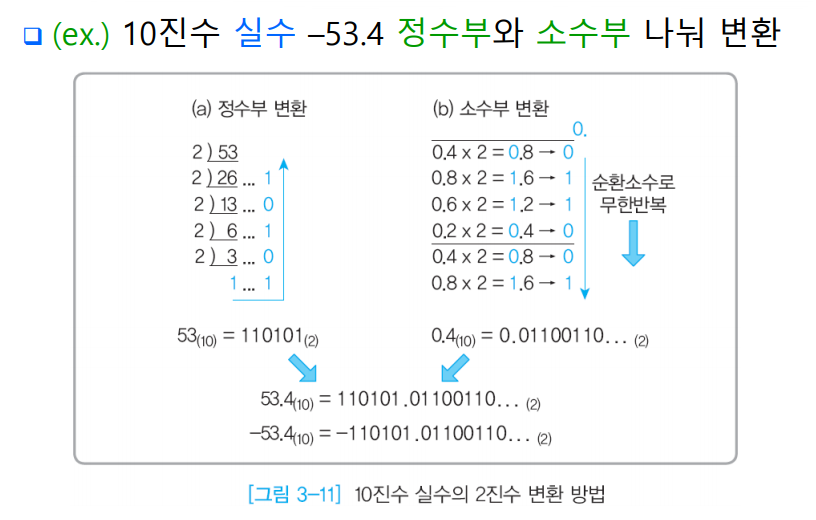 ❑ (ex.) 10진수 실수 –53.4 정수부와 소수부 나눠 변환
(a) 정수부 변환
2 ) 53
2 ) 26 ... 1
2 ) 13 ... 0
2 ) 6 ... 1
2 ) 3 ... 0
1 ... 1
53(10) = 110101(2)
(b) 소수부 변환
0.
0.4 x 2 = 0.8 → 0
0.8 x 2 = 1.6 → 1
0.6 x 2 = 1.2 → 1
0.2 x 2 = 0.4 → 0
0.4 x 2 = 0.8 → 0
0.8 x 2 = 1.6 → 1
순환소수로
무한반복
0.4(10) = 0.01100110... (2)
53.4(10) = 110101.01100110... (2)
–53.4(10) = –110101.01100110... (2)
[그림 3–11] 10진수 실수의 2진수 변환 방법